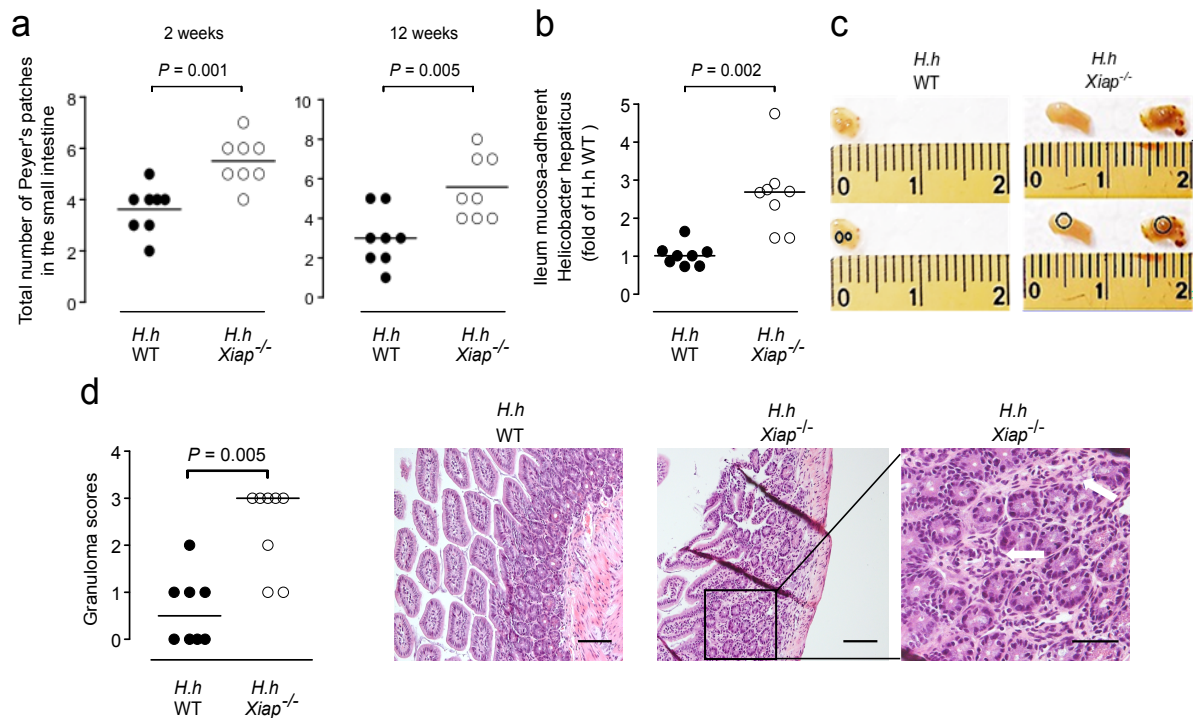 a
2 weeks
P = 0.001
Total number of Peyer's patches
in the small intestine
8
6
4
2
0
H.h
WT
H.h
Xiap-/-
12 weeks
P = 0.005
10
8
6
4
2
0
H.h
WT
H.h
Xiap-/-
b
P = 0.002
Ileum mucosa-adherent
Helicobacter hepaticus
(fold of H.h WT )
5
4
3
2
1
0
H.h
WT
H.h
Xiap-/-
c
H.h
WT
H.h
Xiap-/-
0 1 2
0 1 2
0 1 2
0 1 2
d
P = 0.005
Granuloma scores
4
3
2
1
0
H.h
WT
H.h
Xiap-/-
H.h
WT
H.h
Xiap-/-
H.h
Xiap-/-